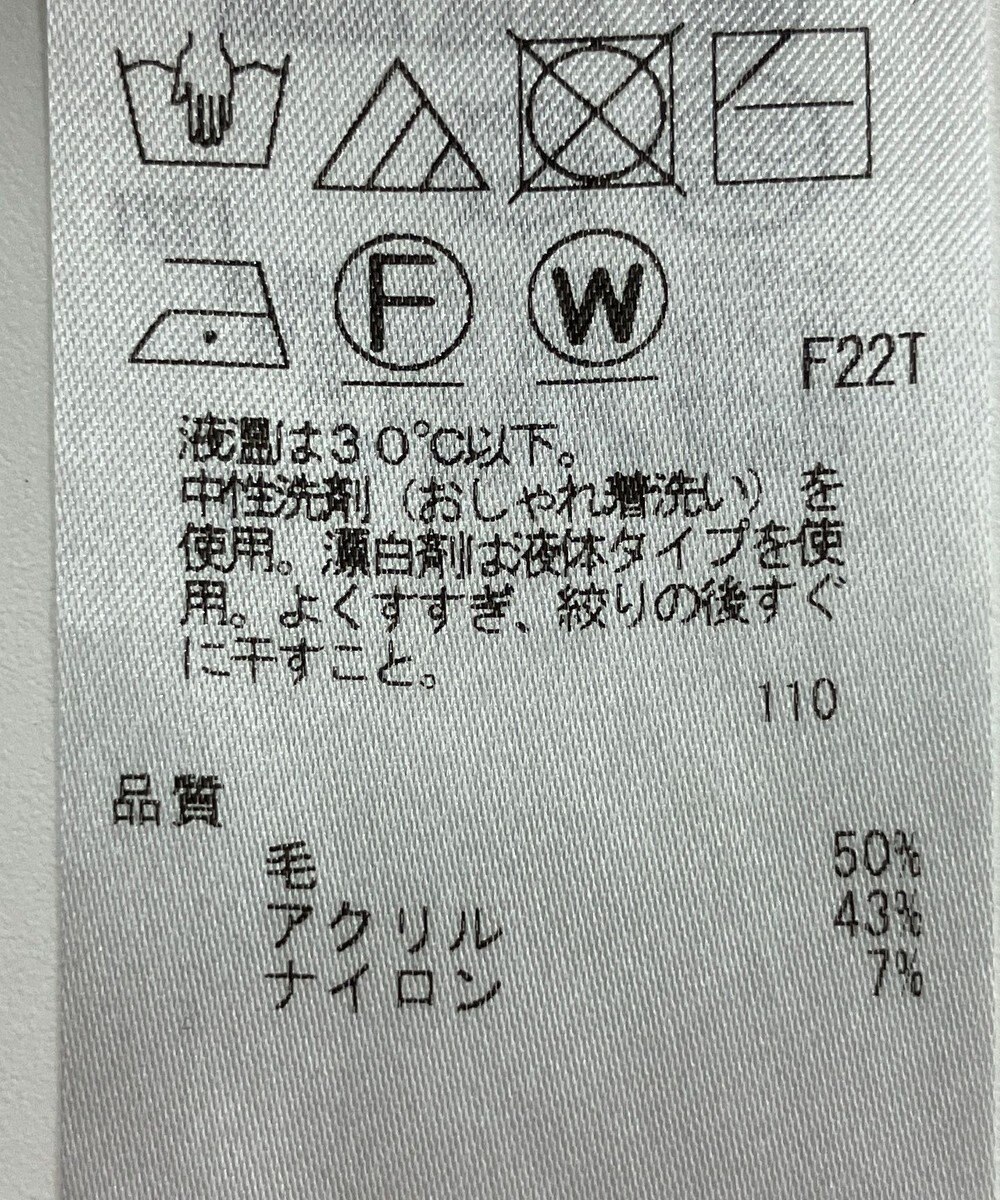 F
W
F22T
液温は30℃以下。
中性洗剤(おしゃれ着洗い)を
使用。漂白剤は液体タイプを使
用。よくすすぎ、絞りの後すぐ
に干すこと。
110
品質
毛 50%
アクリル 43%
ナイロン 7%